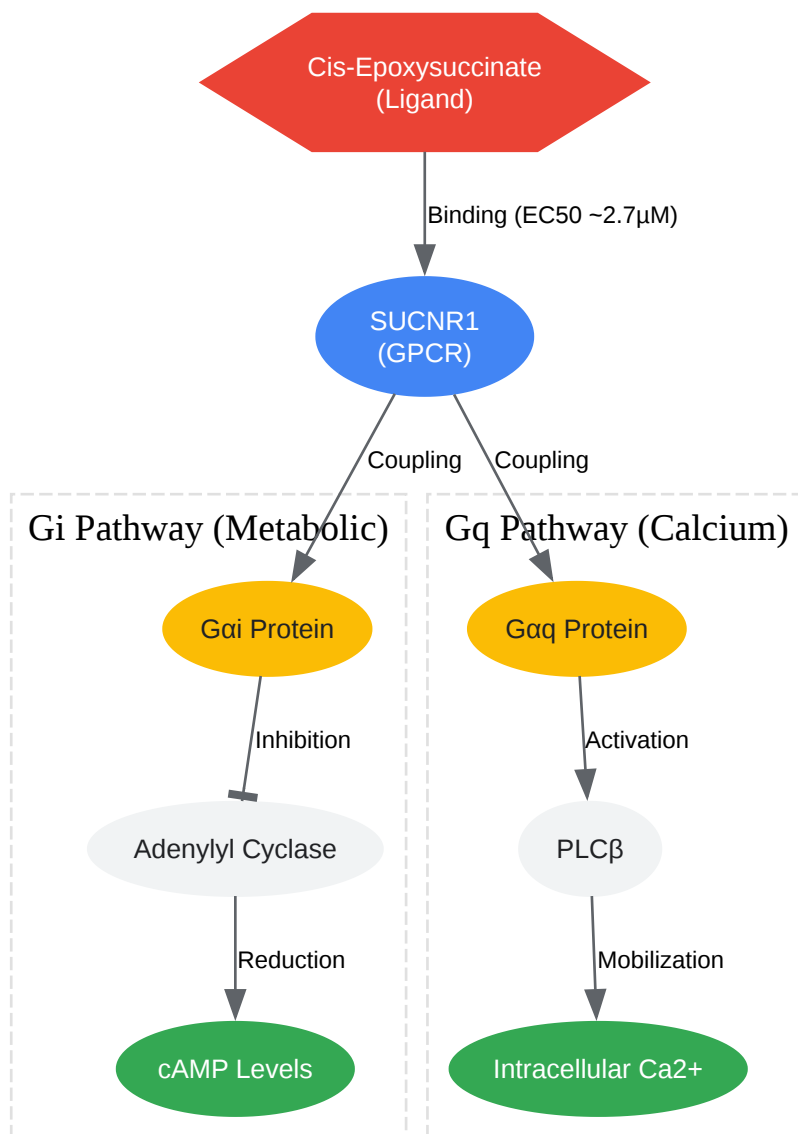 Cis-Epoxysuccinate
(Ligand)
Binding (EC50 ~2.7µM)
SUCNR1
(GPCR)
Coupling
Coupling
Gi Pathway (Metabolic)
Gq Pathway (Calcium)
Gαi Protein
Gαq Protein
Inhibition
Activation
Adenylyl Cyclase
PLCβ
Reduction
Mobilization
cAMP Levels
Intracellular Ca2+